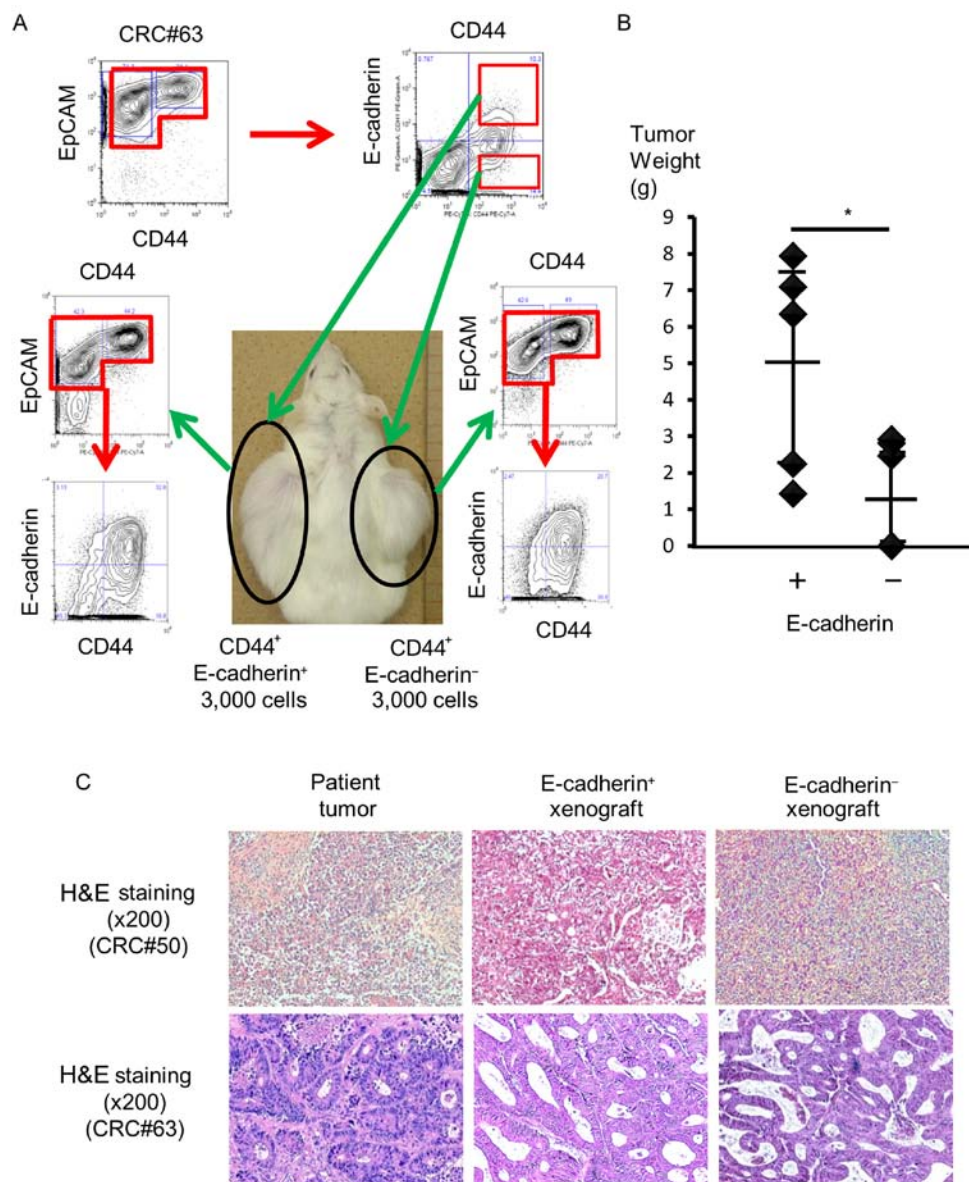 A
CRC#63
EpCAM
CD44
CD44
E-cadherin
CD44
EpCAM
CD44
EpCAM
E-cadherin
CD44
E-cadherin
CD44
CD44⁺
E-cadherin⁺
3,000 cells
CD44⁺
E-cadherin⁻
3,000 cells
B
Tumor
Weight
(g)
*
9
8
7
6
5
4
3
2
1
0
+
−
E-cadherin
C
Patient
tumor
E-cadherin⁺
xenograft
E-cadherin⁻
xenograft
H&E staining
(x200)
(CRC#50)
H&E staining
(x200)
(CRC#63)